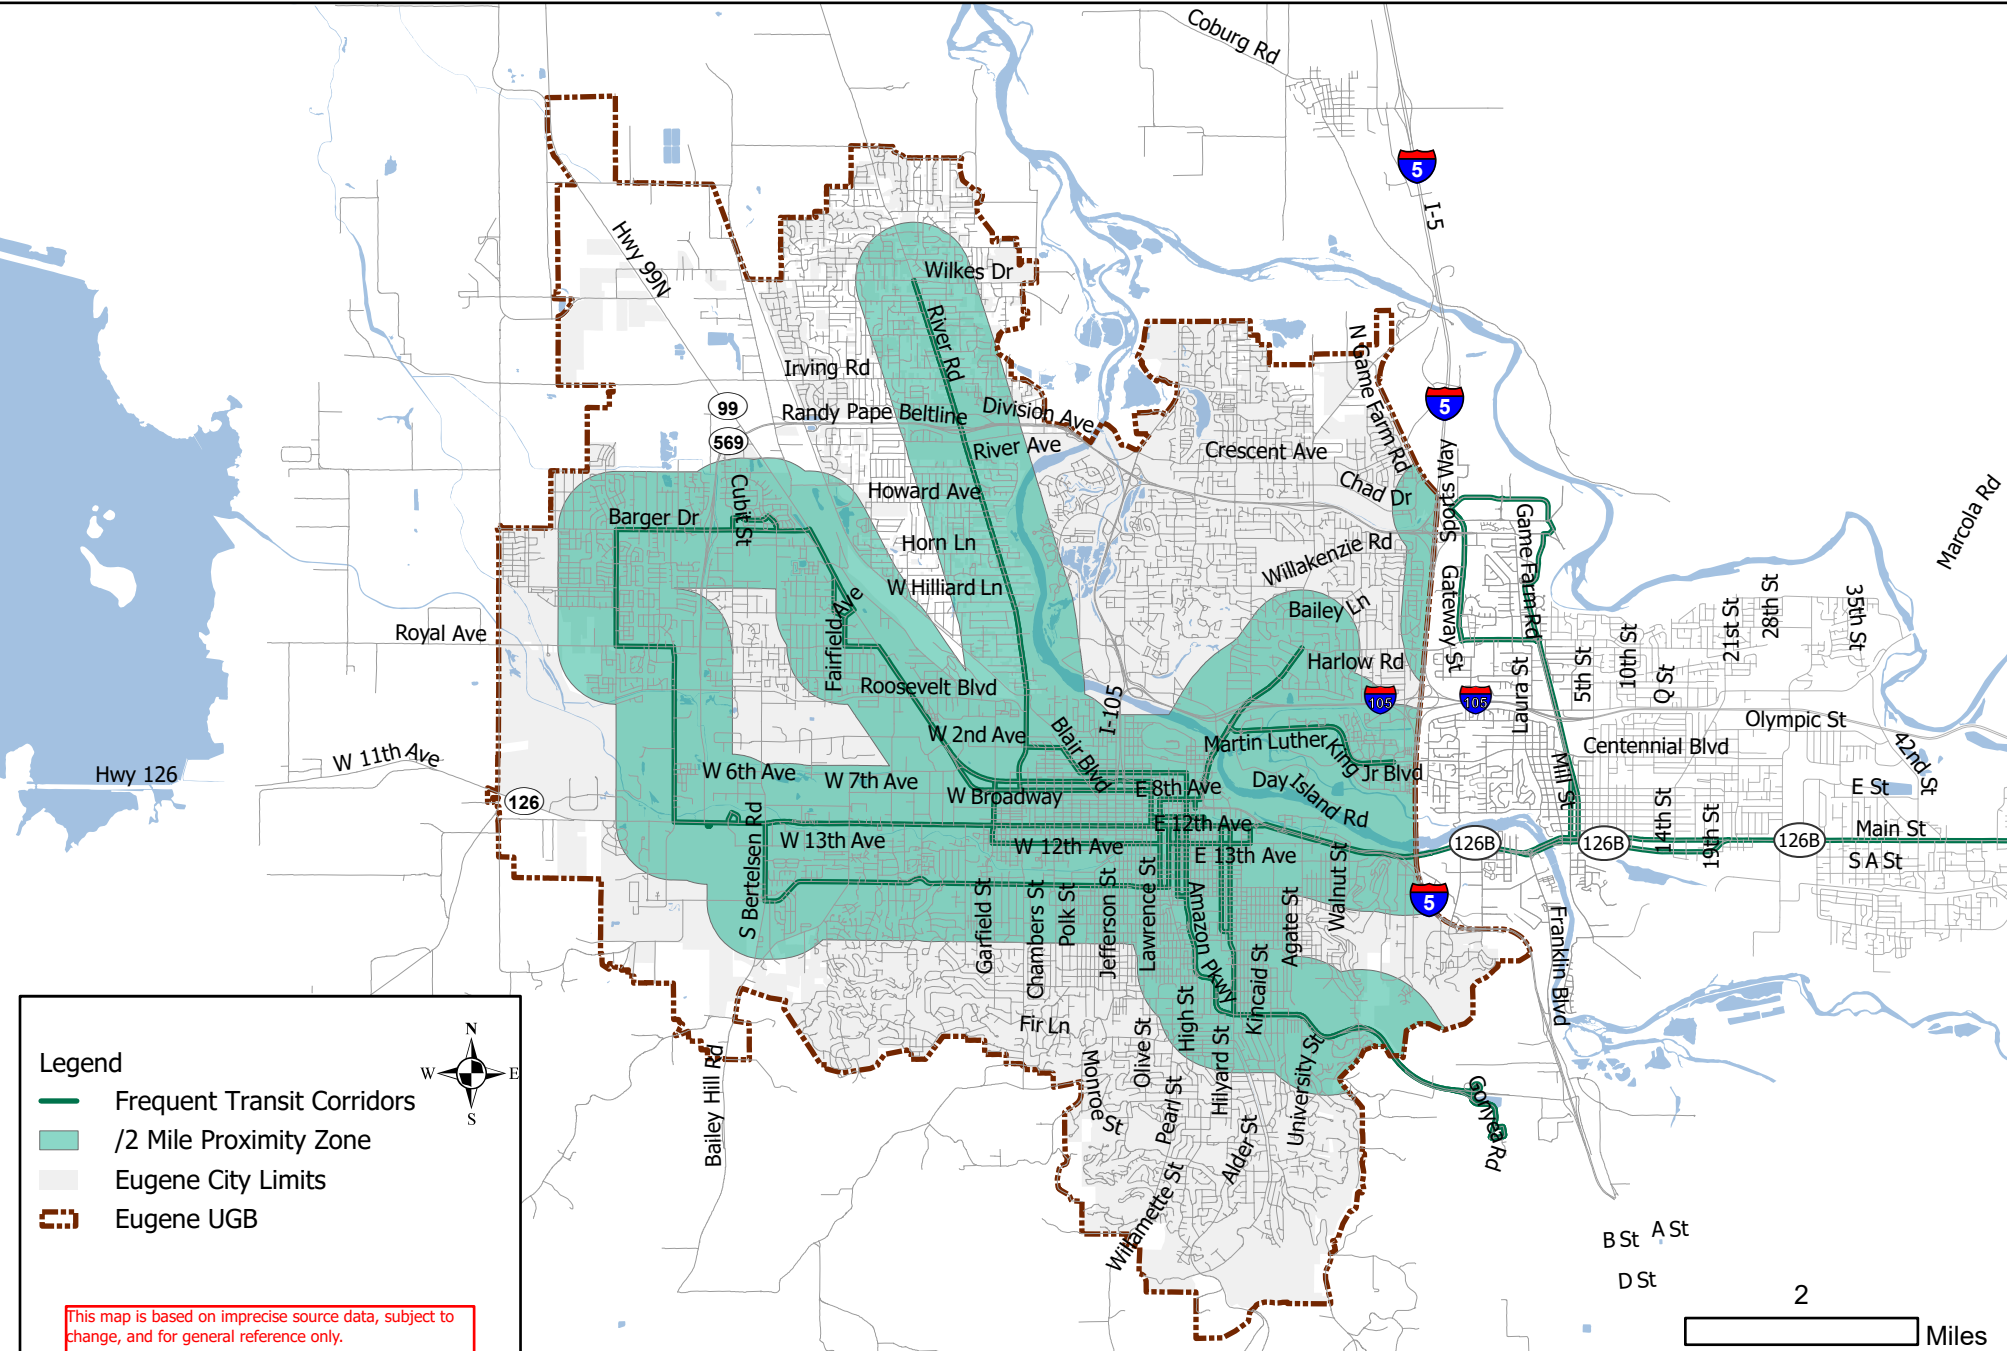 Coburg Rd
5
I-5
Hwy 99N
Wilkes Dr
River Rd
N Game Farm Rd
Irving Rd
99
Randy Pape Beltline
Division Ave
5
569
River Ave
Crescent Ave
Sports Way
Chad Dr
Marcola Rd
Cubit St
Howard Ave
Barger Dr
Game Farm Rd
Horn Ln
Willakenzie Rd
W Hilliard Ln
Bailey Ln
Gateway St
Fairfield Ave
28th St
35th St
21st St
Royal Ave
10th St
Harlow Rd
5th St
Q St
Laura St
Roosevelt Blvd
I-105
105
105
Olympic St
W 2nd Ave
Blair Blvd
Martin Luther King Jr Blvd
Centennial Blvd
42nd St
W 11th Ave
Hwy 126
W 6th Ave
W 7th Ave
Mill St
E 8th Ave
Day Island Rd
E St
126
W Broadway
14th St
19th St
E 12th Ave
Main St
S Bertelsen Rd
W 13th Ave
W 12th Ave
126B
126B
126B
E 13th Ave
S A St
Walnut St
Lawrence St
Garfield St
Chambers St
Polk St
Jefferson St
Amazon Pkwy
Agate St
5
Kincaid St
Franklin Blvd
Fir Ln
High St
Olive St
Hilyard St
University St
Monroe St
Pearl St
Bailey Hill Rd
Gonyea Rd
Alder St
Willamette St
B St
A St
D St
N
W
E
S
Legend
Frequent Transit Corridors
/2 Mile Proximity Zone
Eugene City Limits
Eugene UGB
This map is based on imprecise source data, subject to
change, and for general reference only.
2
Miles